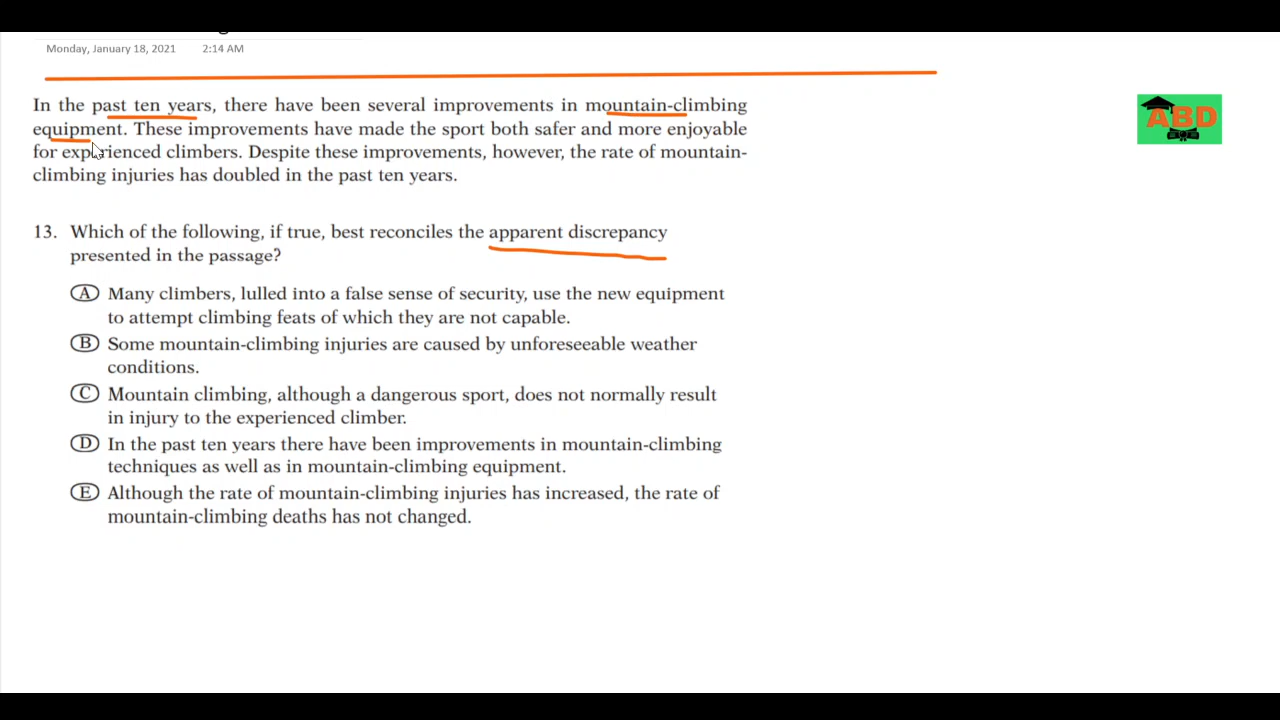 Monday, January 18, 2021 2:14 AM
In the past ten years, there have been several improvements in mountain-climbing
equipment. These improvements have made the sport both safer and more enjoyable
for experienced climbers. Despite these improvements, however, the rate of mountain-
climbing injuries has doubled in the past ten years.
ABD
13. Which of the following, if true, best reconciles the apparent discrepancy
presented in the passage?
A Many climbers, lulled into a false sense of security, use the new equipment
to attempt climbing feats of which they are not capable.
B Some mountain-climbing injuries are caused by unforeseeable weather
conditions.
C Mountain climbing, although a dangerous sport, does not normally result
in injury to the experienced climber.
D In the past ten years there have been improvements in mountain-climbing
techniques as well as in mountain-climbing equipment.
E Although the rate of mountain-climbing injuries has increased, the rate of
mountain-climbing deaths has not changed.